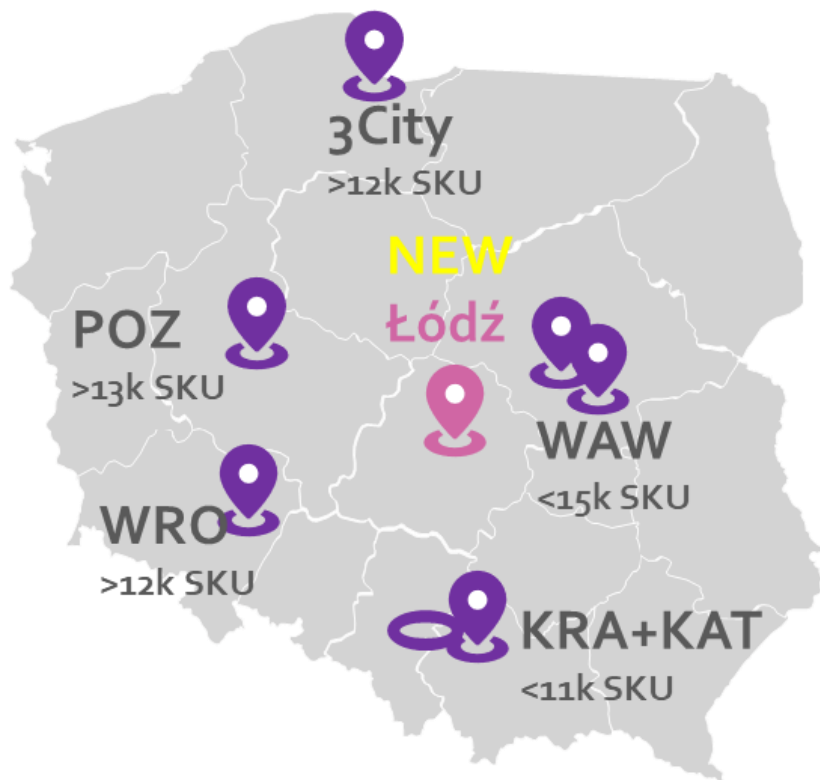 3City
>12k SKU
NEW
Łódź
POZ
>13k SKU
WAW
<15k SKU
WRO
>12k SKU
KRA+KAT
<11k SKU